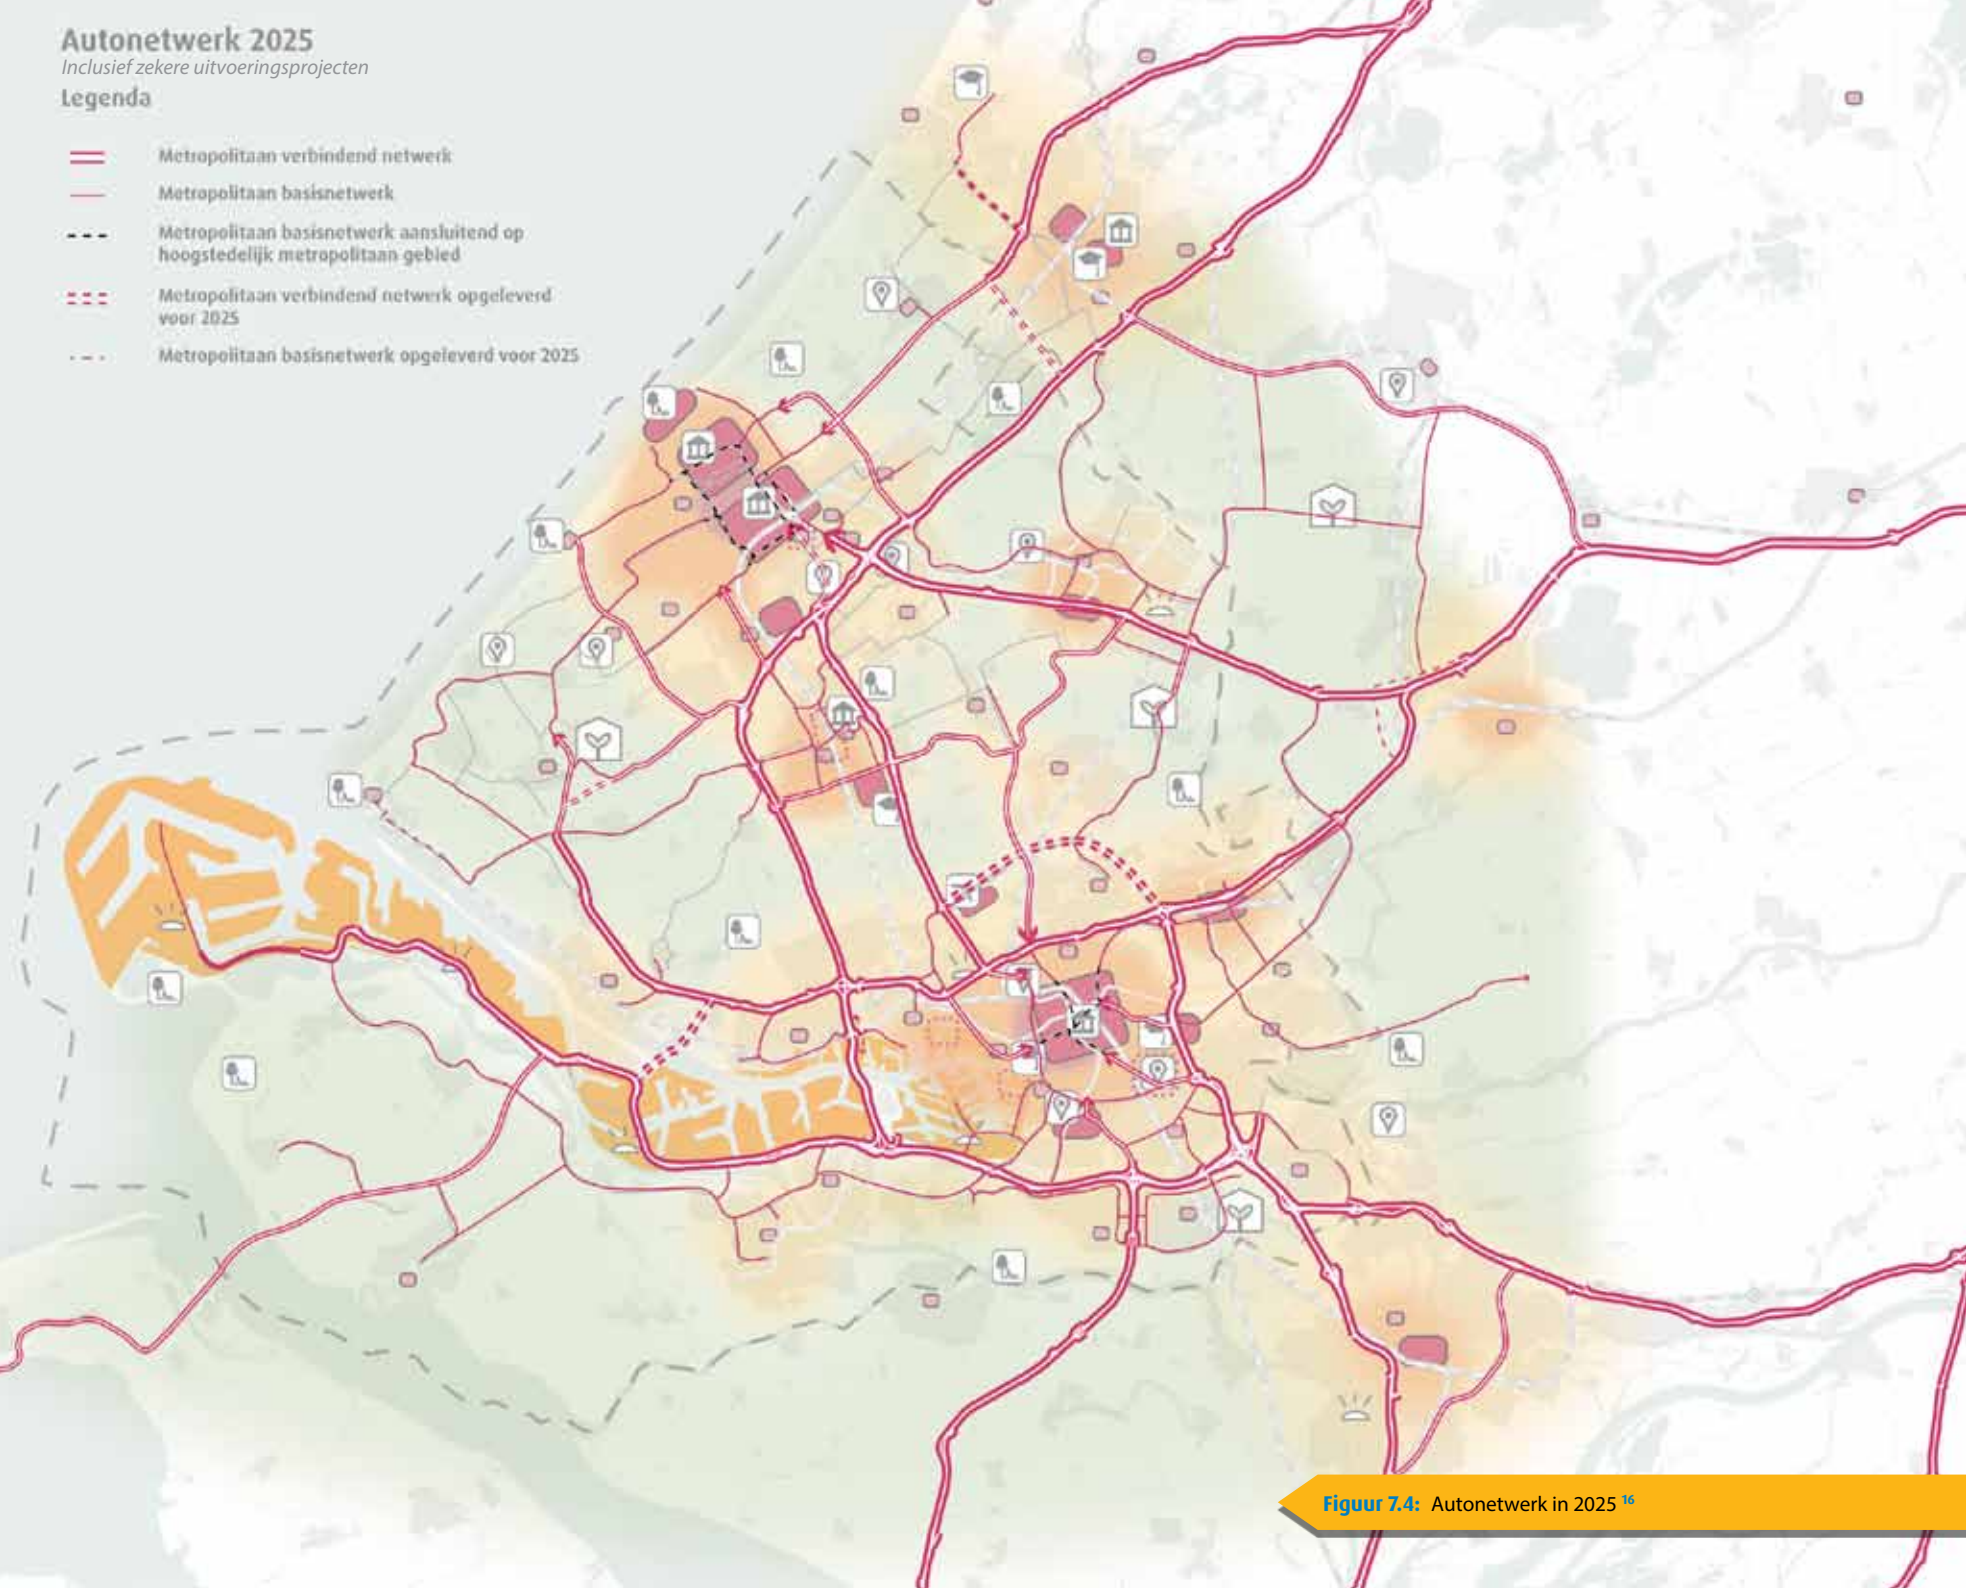 Autonetwerk 2025
Inclusief zekere uitvoeringsprojecten
Legenda
Metropolitaan verbindend netwerk
Metropolitaan basisnetwerk
Metropolitaan basisnetwerk aansluitend op
hoogstedelijk metropolitaan gebied
Metropolitaan verbindend netwerk opgeleverd
voor 2025
Metropolitaan basisnetwerk opgeleverd voor 2025
Figuur 7.4: Autonetwerk in 2025 16